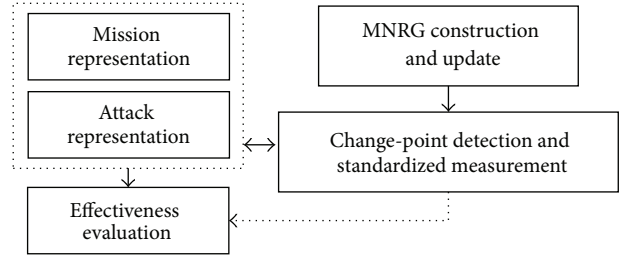 Mission
representation
Attack
representation
Effectiveness
evaluation
MNRG construction
and update
Change-point detection and
standardized measurement